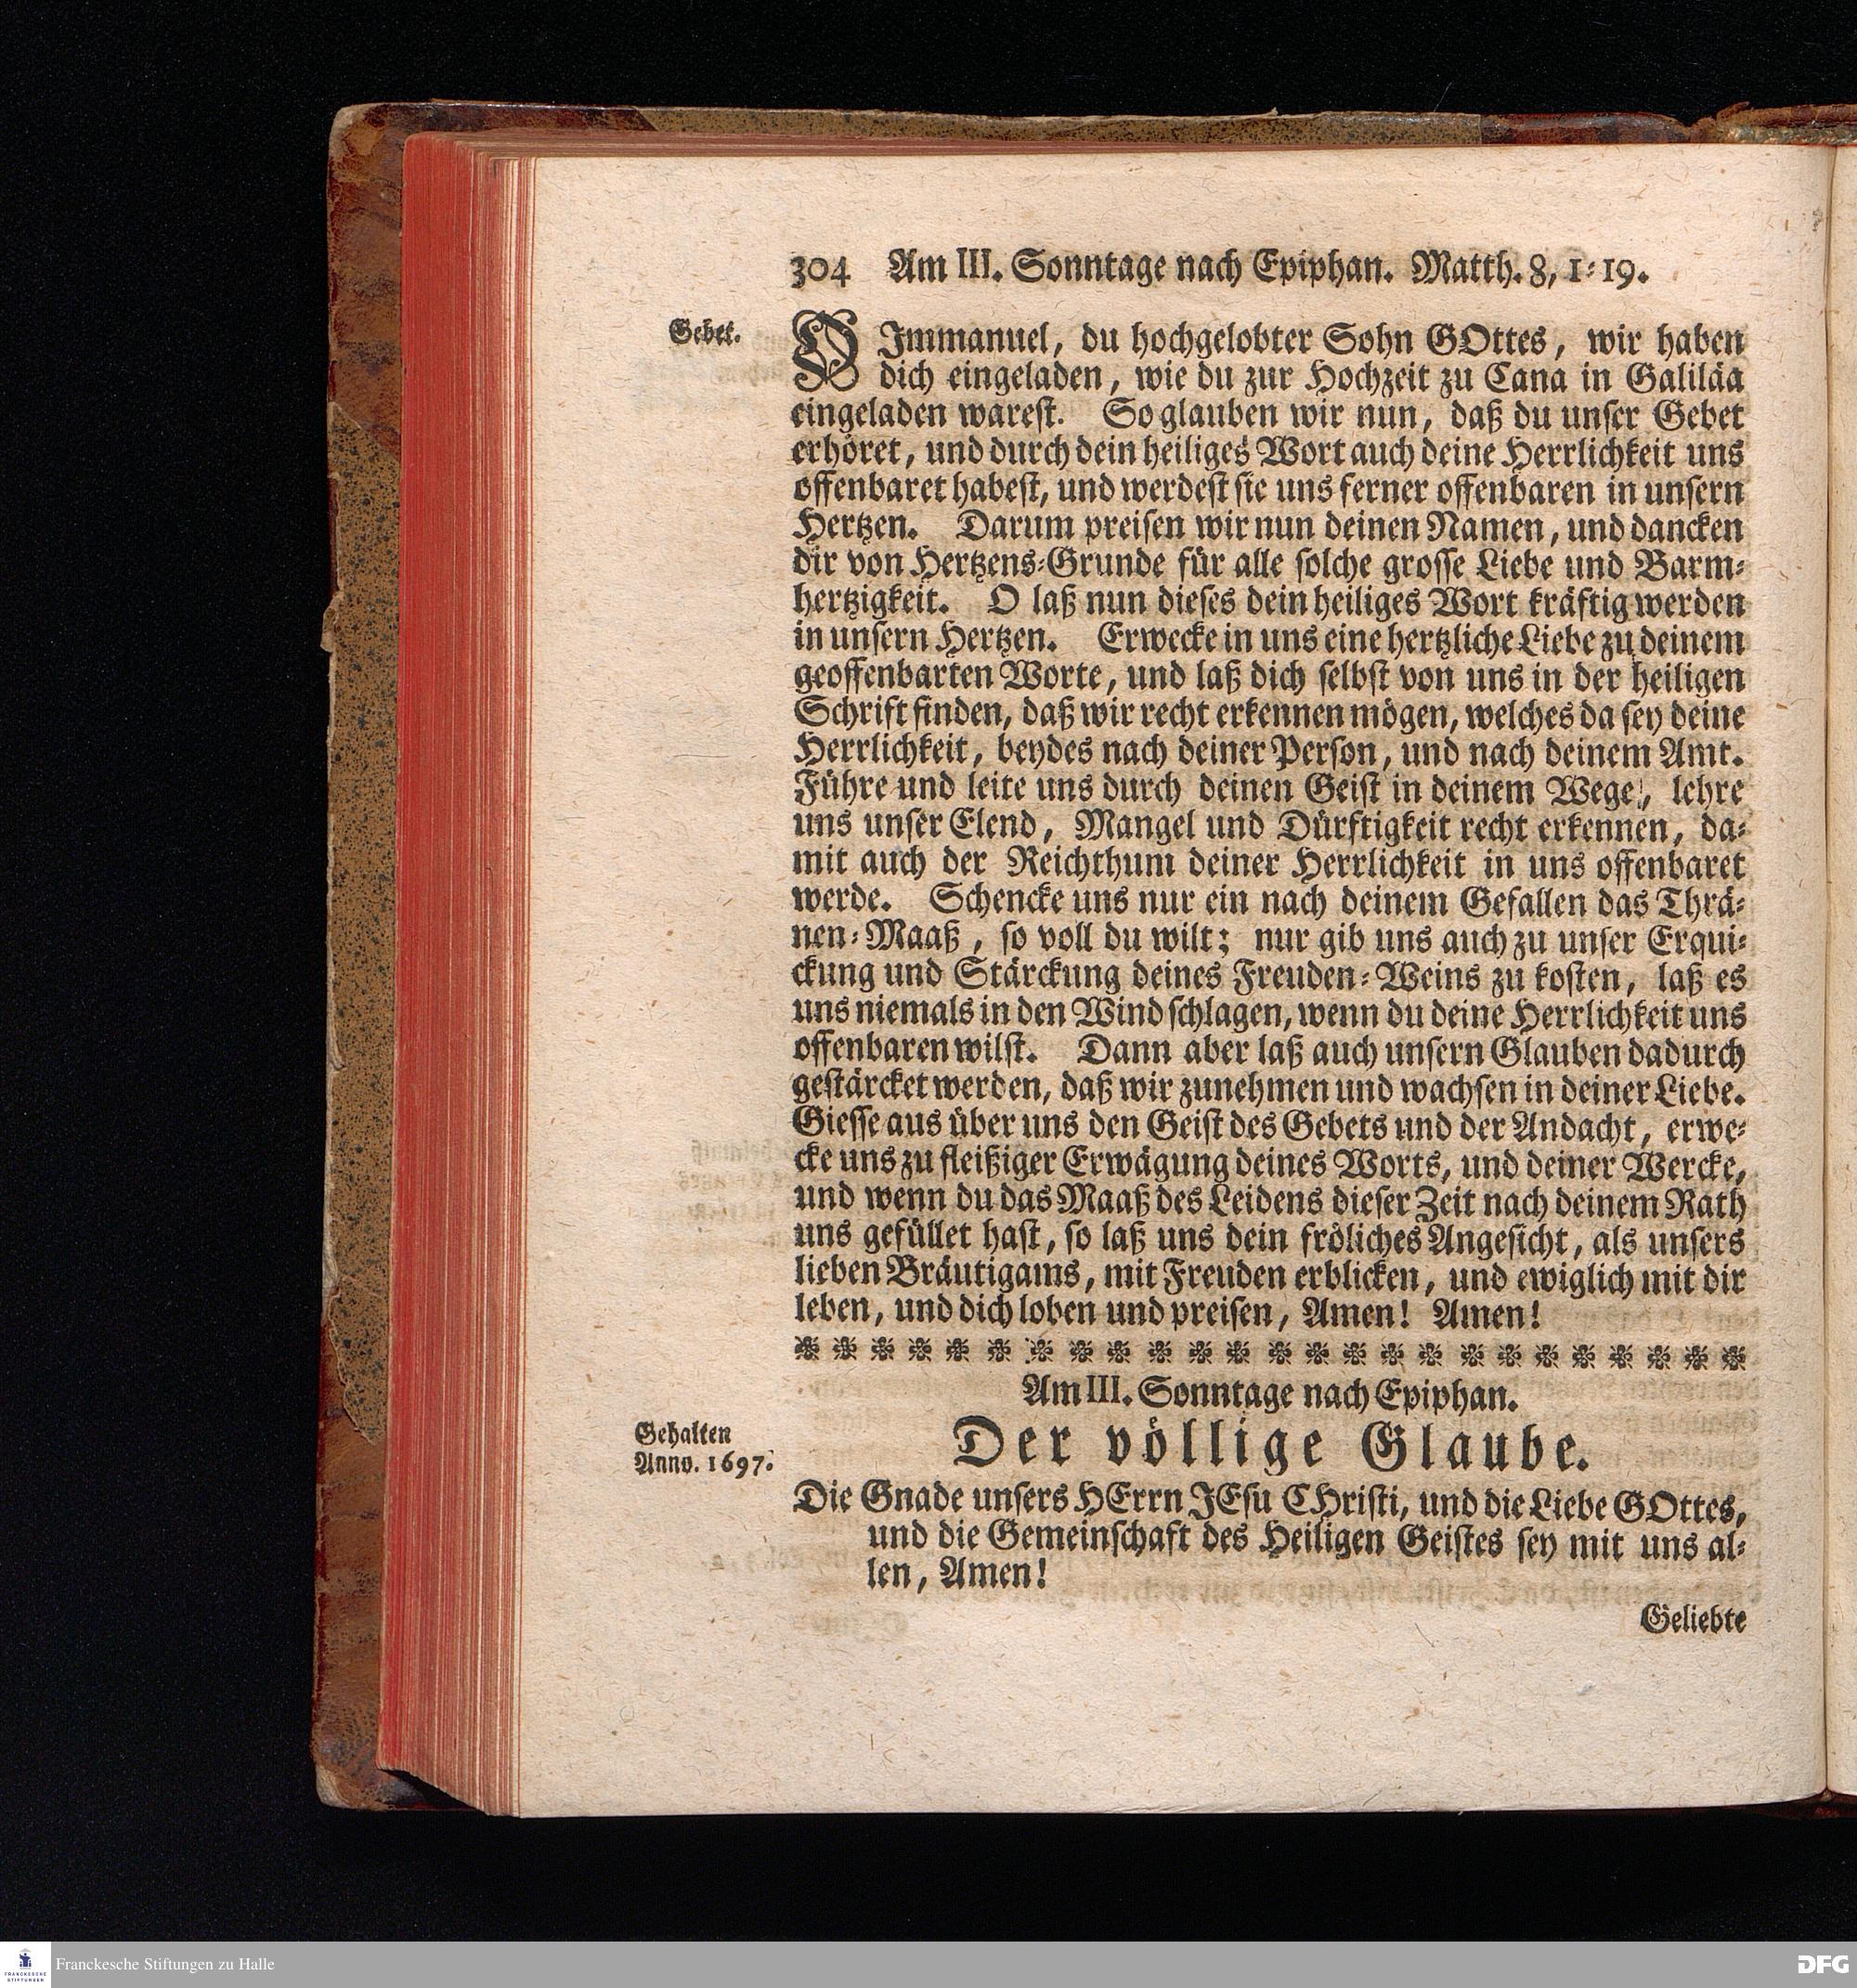 304 Am III. Sonntage nach Epiphan. Matth. 8, 1-19.
Gebet.
O Immanuel, du hochgelobter Sohn GOttes, wir haben
dich eingeladen, wie du zur Hochzeit zu Cana in Galiläa
eingeladen warest. So glauben wir nun, daß du unser Gebet
erhöret, und durch dein heiliges Wort auch deine Herrlichkeit uns
offenbaret habest, und werdest sie uns ferner offenbaren in unsern
Hertzen. Darum preisen wir nun deinen Namen, und dancken
dir von Hertzens-Grunde für alle solche grosse Liebe und Barm-
hertzigkeit. O laß nun dieses dein heiliges Wort kräftig werden
in unsern Hertzen. Erwecke in uns eine hertzliche Liebe zu deinem
geoffenbarten Worte, und laß dich selbst von uns in der heiligen
Schrift finden, daß wir recht erkennen mögen, welches da sey deine
Herrlichkeit, beydes nach deiner Person, und nach deinem Amt.
Führe und leite uns durch deinen Geist in deinem Wege, lehre
uns unser Elend, Mangel und Dürftigkeit recht erkennen, da-
mit auch der Reichthum deiner Herrlichkeit in uns offenbaret
werde. Schencke uns nur ein nach deinem Gefallen das Thrä-
nen-Maaß, so voll du wilt; nur gib uns auch zu unser Erqui-
ckung und Stärckung deines Freuden-Weins zu kosten, laß es
uns niemals in den Wind schlagen, wenn du deine Herrlichkeit uns
offenbaren wilst. Dann aber laß auch unsern Glauben dadurch
gestärcket werden, daß wir zunehmen und wachsen in deiner Liebe.
Giesse aus über uns den Geist des Gebets und der Andacht, erwe-
cke uns zu fleißiger Erwägung deines Worts, und deiner Wercke,
und wenn du das Maaß des Leidens dieser Zeit nach deinem Rath
uns gefüllet hast, so laß uns dein fröliches Angesicht, als unsers
lieben Bräutigams, mit Freuden erblicken, und ewiglich mit dir
leben, und dich loben und preisen, Amen! Amen!
Am III. Sonntage nach Epiphan.
Gehalten
Anno. 1697.
Der völlige Glaube.
Die Gnade unsers HErrn JEsu CHristi, und die Liebe GOttes,
und die Gemeinschaft des Heiligen Geistes sey mit uns al-
len, Amen!
Geliebte
FRANCKESCHE
STIFTUNGEN
Franckesche Stiftungen zu Halle
DFG